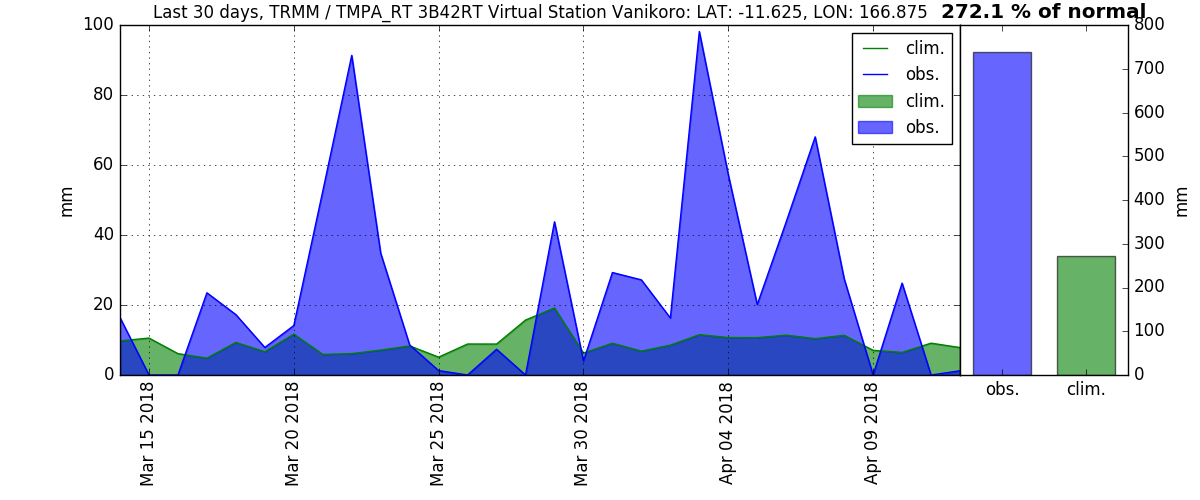 Last 30 days, TRMM / TMPA_RT 3B42RT Virtual Station Vanikoro: LAT: -11.625, LON: 166.875 272.1 % of normal
100
80
60
40
20
0
mm
clim.
obs.
clim.
obs.
800
700
600
500
400
300
200
100
0
mm
obs.
clim.
Mar 15 2018
Mar 20 2018
Mar 25 2018
Mar 30 2018
Apr 04 2018
Apr 09 2018